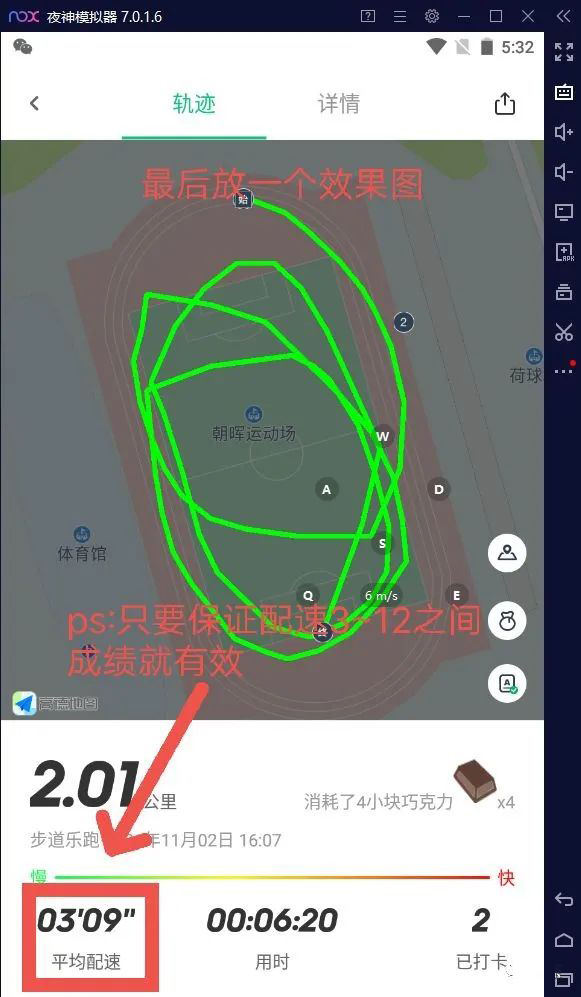 nox 夜神模拟器 7.0.1.6
5:32
轨迹 详情
最后放一个效果图
始
2
荷球
朝晖运动场
W
A
D
体育馆
S
Q
6 m/s
E
终
ps:只要保证配速3~12之间
成绩就有效
高德地图
2.01公里
消耗了4小块巧克力 x4
步道乐跑 年11月02日 16:07
慢 快
03'09" 00:06:20 2
平均配速 用时 已打卡